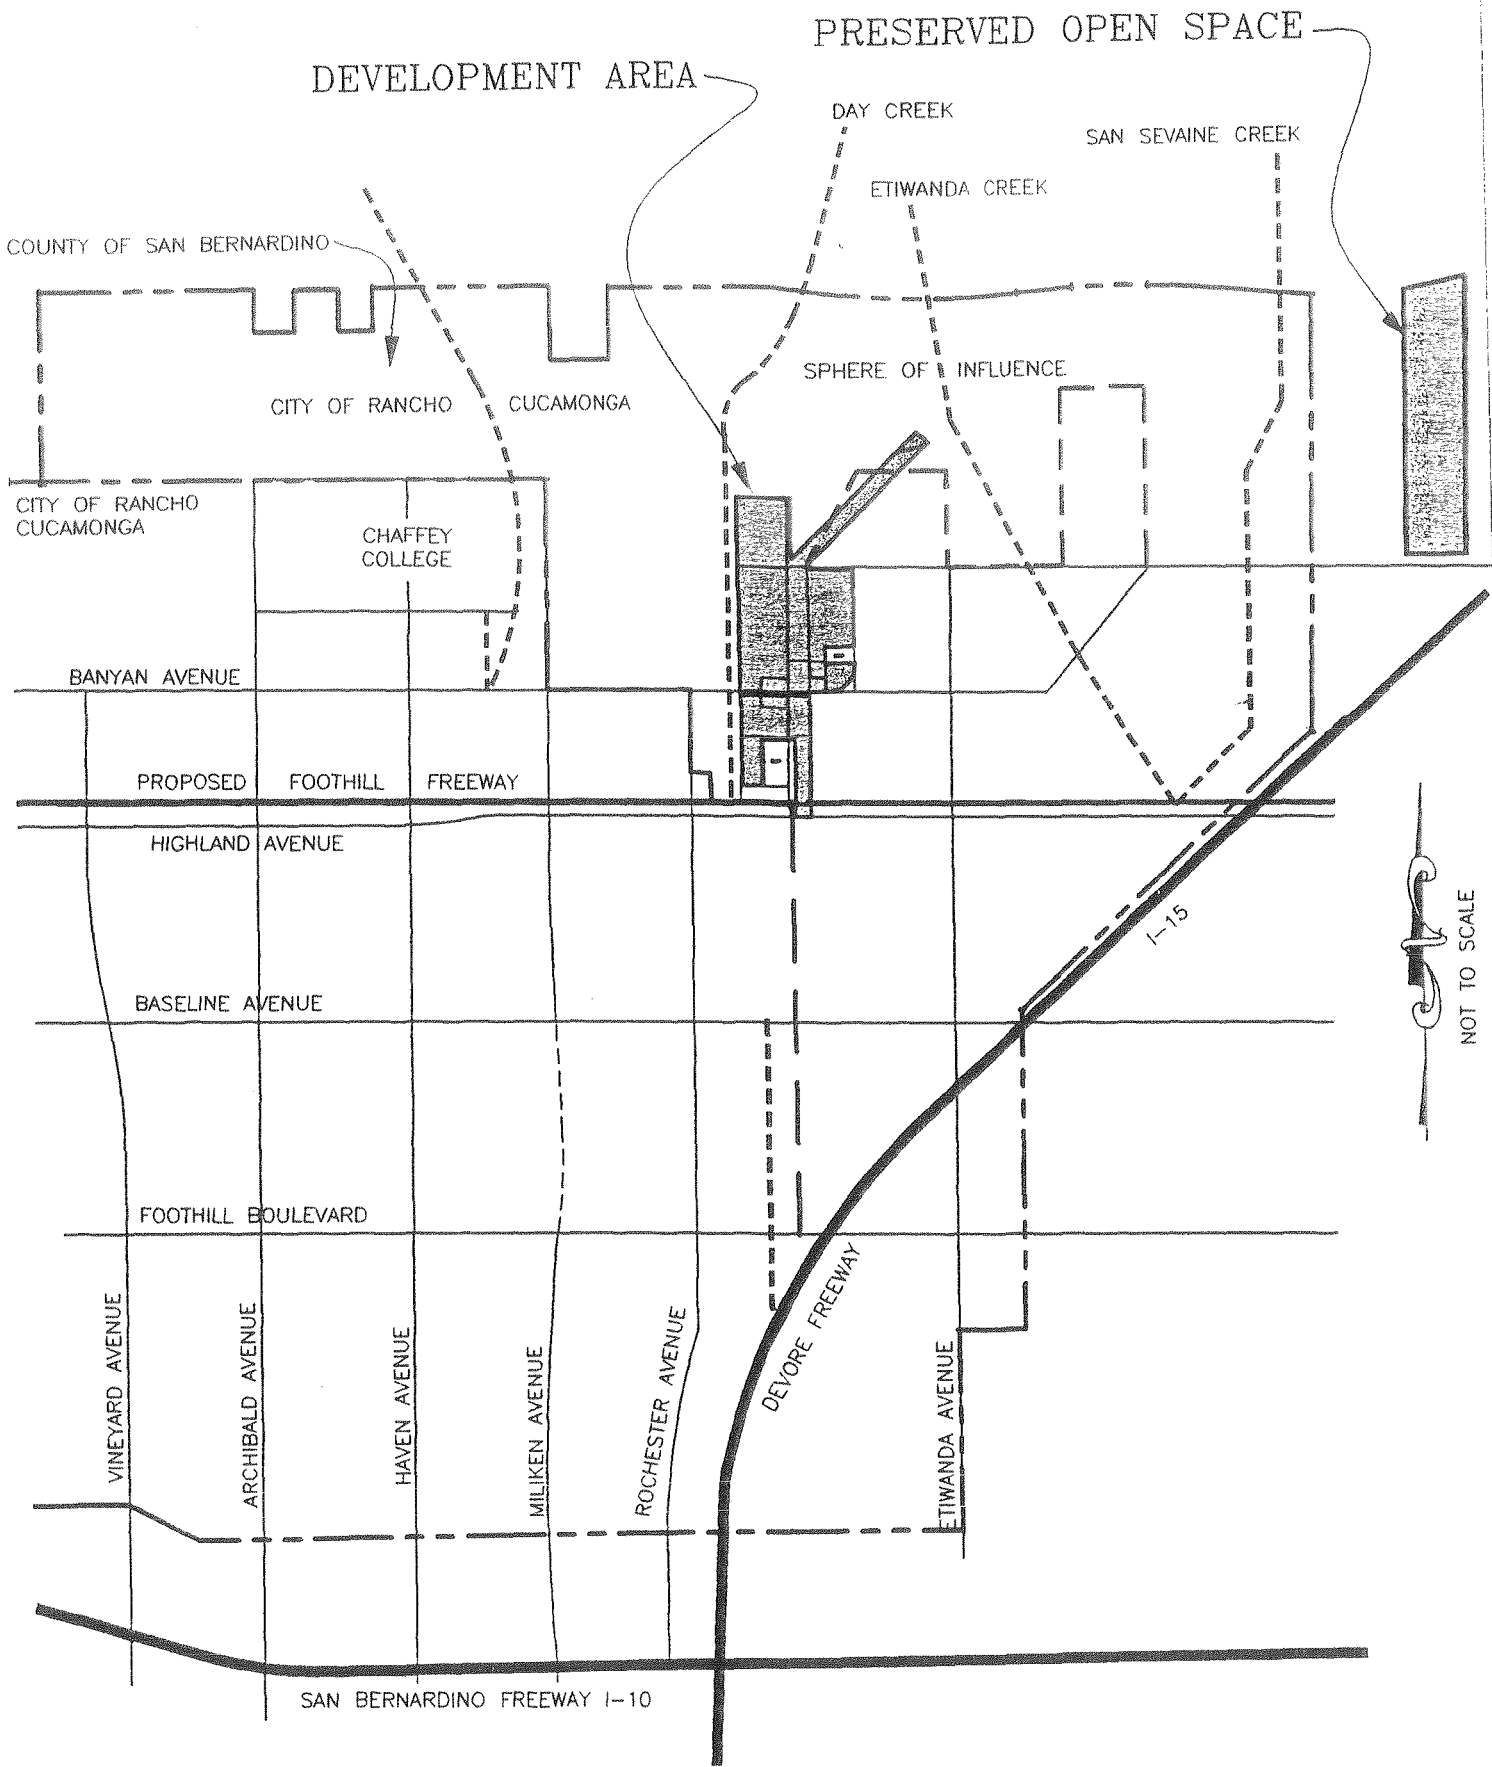 PRESERVED OPEN SPACE
DEVELOPMENT AREA
DAY CREEK
SAN SEVAINE CREEK
ETIWANDA CREEK
COUNTY OF SAN BERNARDINO
SPHERE OF INFLUENCE
CITY OF RANCHO CUCAMONGA
CITY OF RANCHO
CUCAMONGA
CHAFFEY
COLLEGE
BANYAN AVENUE
PROPOSED FOOTHILL FREEWAY
HIGHLAND AVENUE
I-15
NOT TO SCALE
BASELINE AVENUE
FOOTHILL BOULEVARD
VINEYARD AVENUE
ARCHIBALD AVENUE
HAVEN AVENUE
MILIKEN AVENUE
ROCHESTER AVENUE
DEVORE FREEWAY
ETIWANDA AVENUE
SAN BERNARDINO FREEWAY I-10